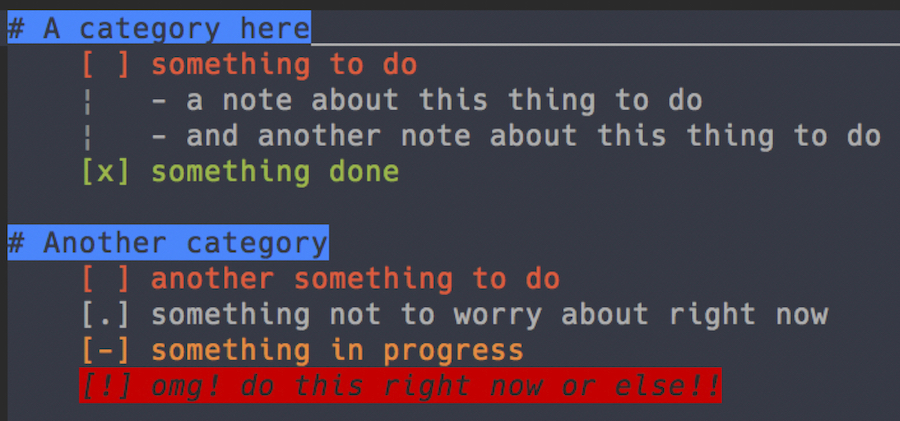 # A category here
[ ] something to do
¦ - a note about this thing to do
¦ - and another note about this thing to do
[x] something done
# Another category
[ ] another something to do
[.] something not to worry about right now
[-] something in progress
[!] omg! do this right now or else!!